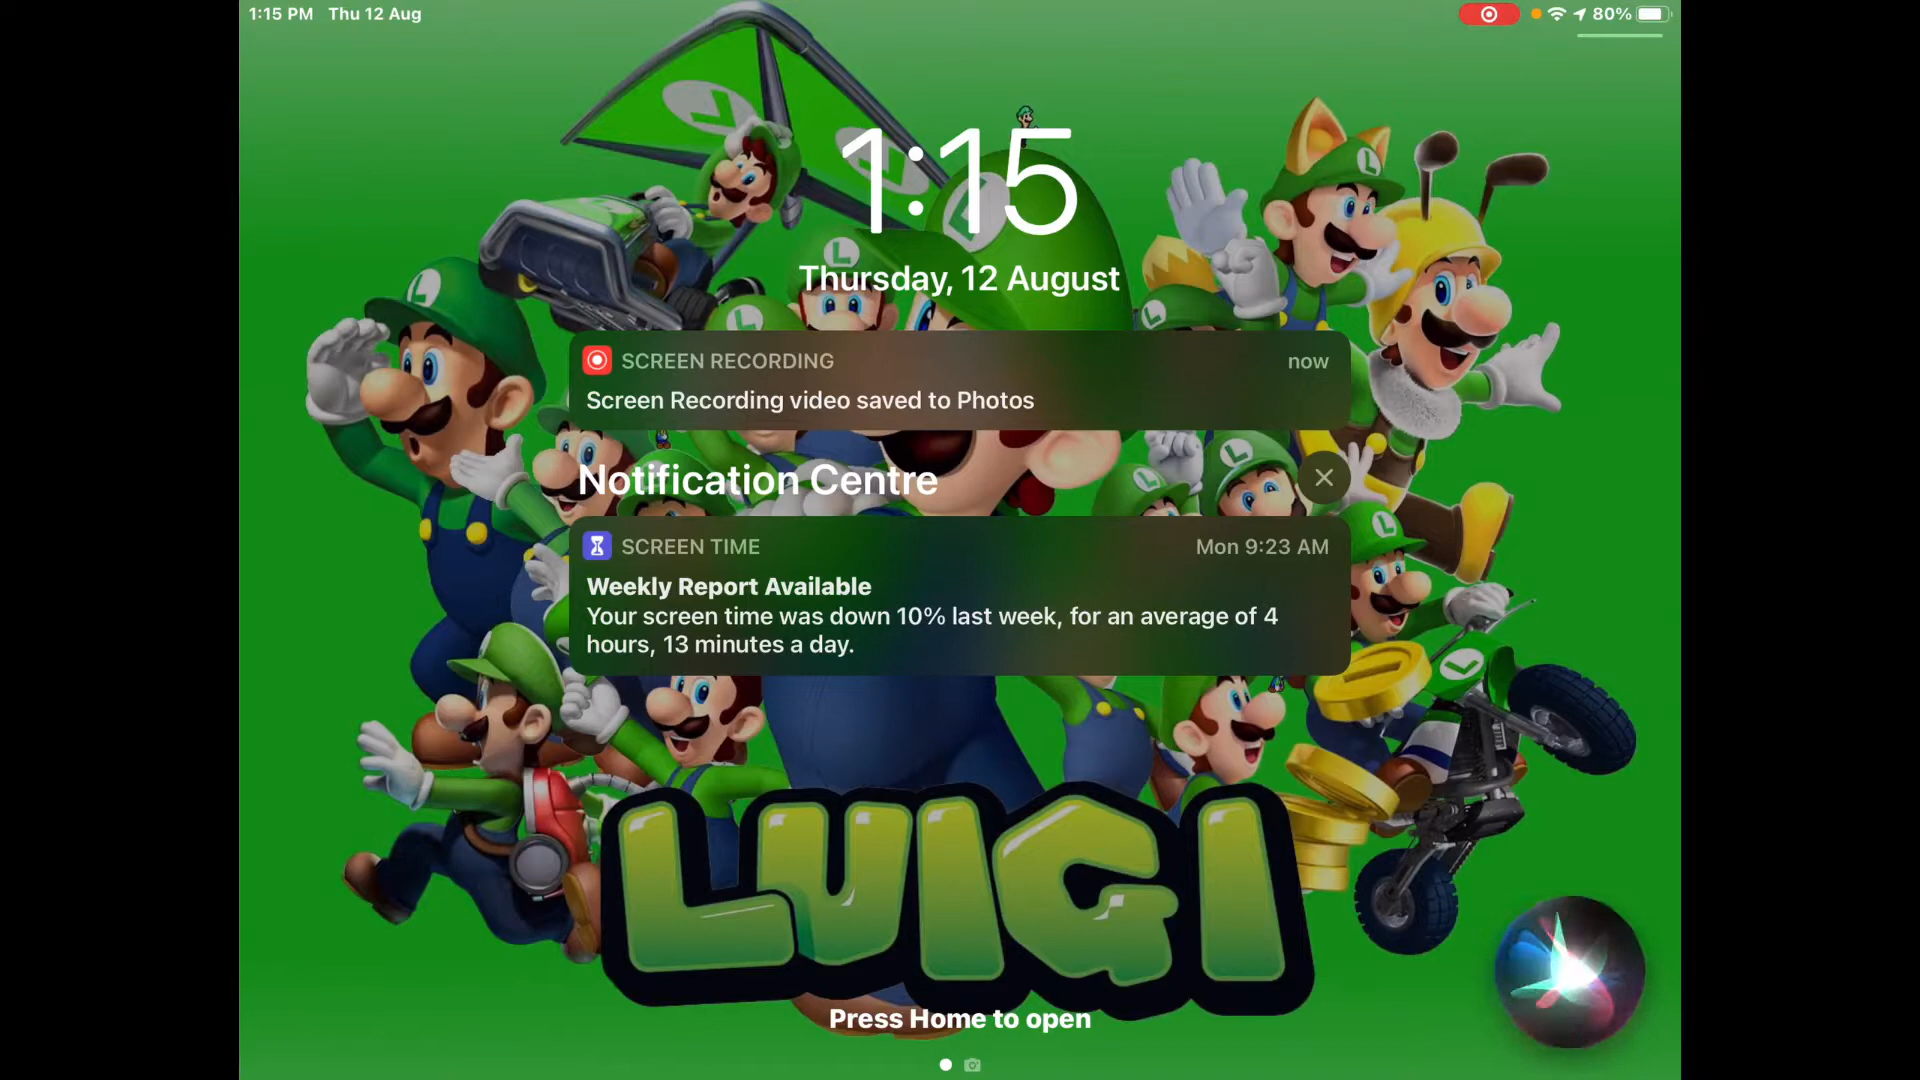 1:15 PM Thu 12 Aug
80%
1:15
Thursday, 12 August
SCREEN RECORDING
now
Screen Recording video saved to Photos
Notification Centre
SCREEN TIME
Mon 9:23 AM
Weekly Report Available
Your screen time was down 10% last week, for an average of 4
hours, 13 minutes a day.
LUIGI
Press Home to open